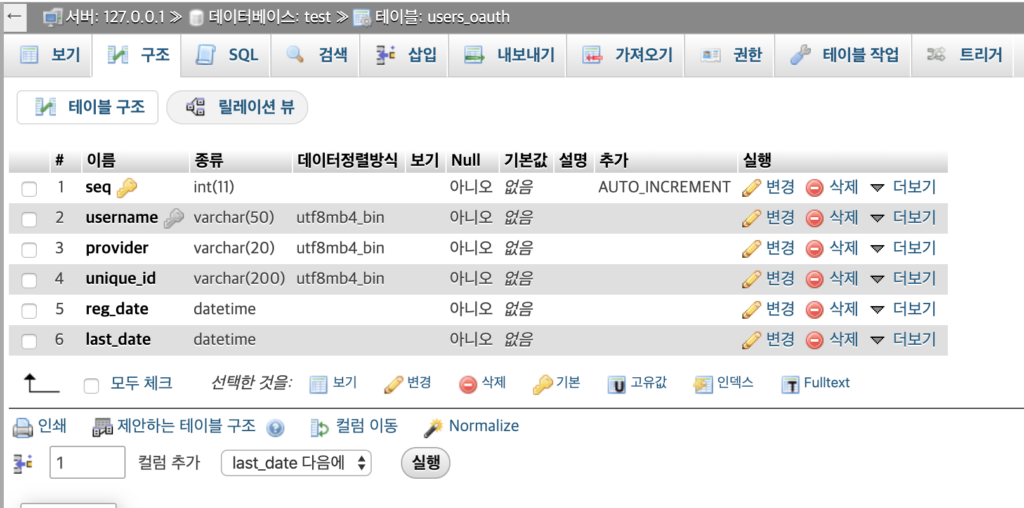 서버: 127.0.0.1 » 데이터베이스: test » 테이블: users_oauth
보기 구조 SQL 검색 삽입 내보내기 가져오기 권한 테이블 작업 트리거
테이블 구조 릴레이션 뷰
# 이름 종류 데이터정렬방식 보기 Null 기본값 설명 추가 실행
1 seq int(11) 아니오 없음 AUTO_INCREMENT 변경 삭제 더보기
2 username varchar(50) utf8mb4_bin 아니오 없음 변경 삭제 더보기
3 provider varchar(20) utf8mb4_bin 아니오 없음 변경 삭제 더보기
4 unique_id varchar(200) utf8mb4_bin 아니오 없음 변경 삭제 더보기
5 reg_date datetime 아니오 없음 변경 삭제 더보기
6 last_date datetime 아니오 없음 변경 삭제 더보기
모두 체크 선택한 것을: 보기 변경 삭제 기본 고유값 인덱스 Fulltext
인쇄 제안하는 테이블 구조 컬럼 이동 Normalize
1 컬럼 추가 last_date 다음에 실행